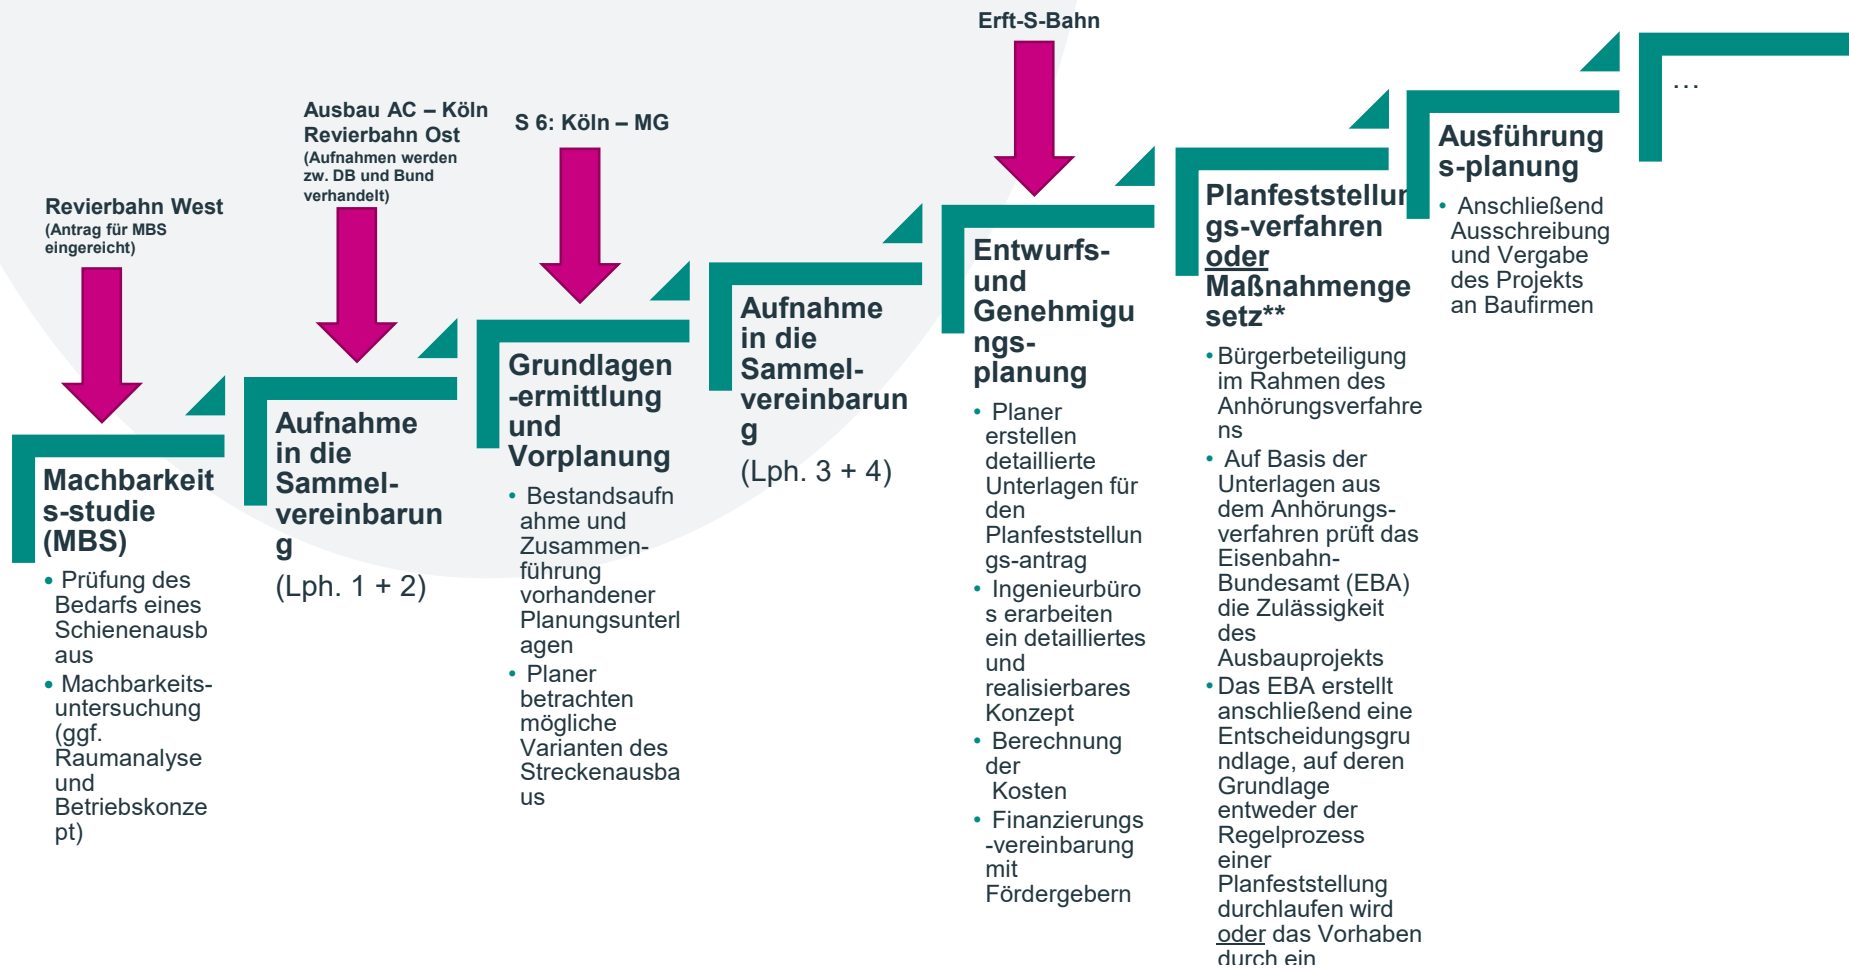 Erft-S-Bahn
Ausbau AC – Köln
Revierbahn Ost
(Aufnahmen werden
zw. DB und Bund
verhandelt)
S 6: Köln – MG
Revierbahn West
(Antrag für MBS
eingereicht)
Machbarkeit
s-studie
(MBS)
• Prüfung des
Bedarfs eines
Schienenausb
aus
• Machbarkeits-
untersuchung
(ggf.
Raumanalyse
und
Betriebskonze
pt)
Aufnahme
in die
Sammel-
vereinbarun
g
(Lph. 1 + 2)
Grundlagen
-ermittlung
und
Vorplanung
• Bestandsaufn
ahme und
Zusammen-
führung
vorhandener
Planungsunterl
agen
• Planer
betrachten
mögliche
Varianten des
Streckenausba
us
Aufnahme
in die
Sammel-
vereinbarun
g
(Lph. 3 + 4)
Entwurfs-
und
Genehmigu
ngs-
planung
• Planer
erstellen
detaillierte
Unterlagen für
den
Planfeststellun
gs-antrag
• Ingenieurbüro
s erarbeiten
ein detailliertes
und
realisierbares
Konzept
• Berechnung
der
Kosten
• Finanzierungs
-vereinbarung
mit
Fördergebern
Planfeststellun
gs-verfahren
oder
Maßnahmenge
setz**
• Bürgerbeteiligung
im Rahmen des
Anhörungsverfahre
ns
• Auf Basis der
Unterlagen aus
dem Anhörungs-
verfahren prüft das
Eisenbahn-
Bundesamt (EBA)
die Zulässigkeit
des
Ausbauprojekts
• Das EBA erstellt
anschließend eine
Entscheidungsgru
ndlage, auf deren
Grundlage
entweder der
Regelprozess
einer
Planfeststellung
durchlaufen wird
oder das Vorhaben
durch ein
Ausführung
s-planung
• Anschließend
Ausschreibung
und Vergabe
des Projekts
an Baufirmen
…